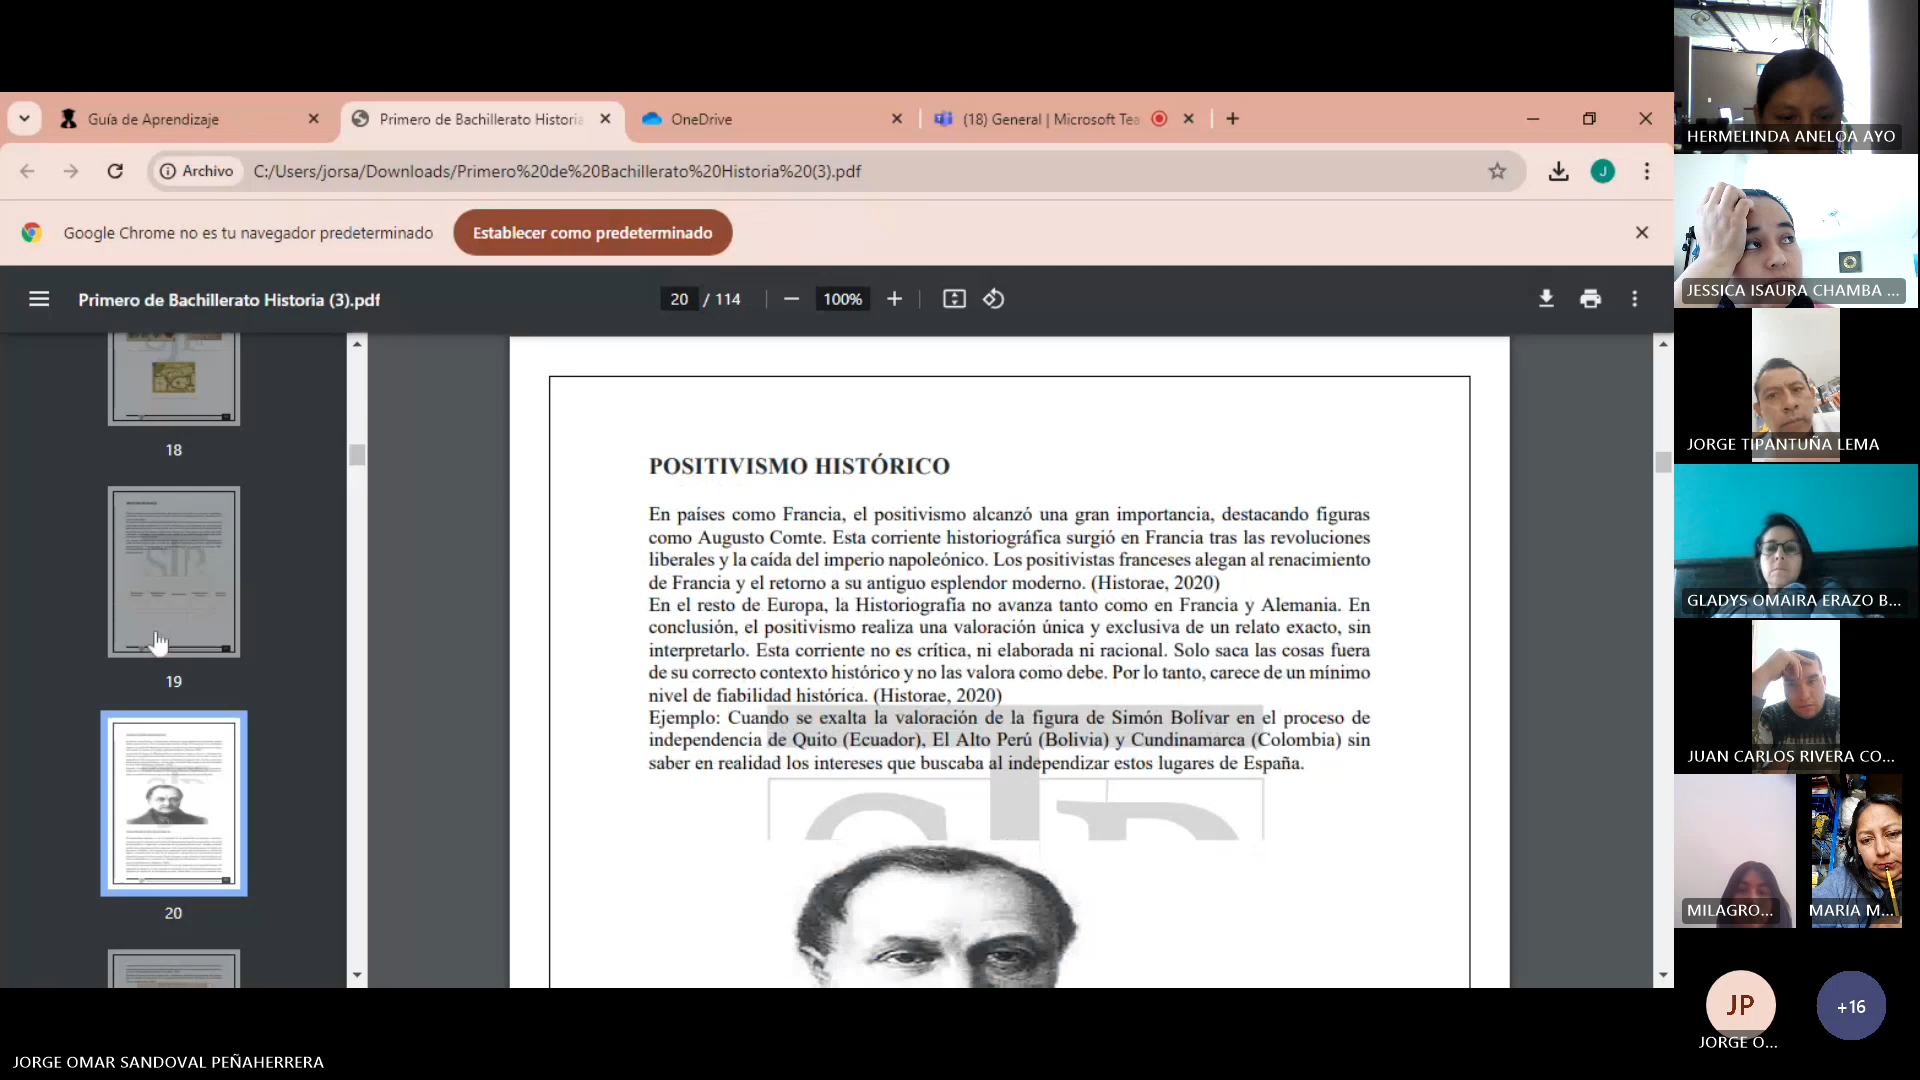 Guía de Aprendizaje
Primero de Bachillerato Historia
OneDrive
(18) General | Microsoft Tea
Archivo
C:/Users/jorsa/Downloads/Primero%20de%20Bachillerato%20Historia%20(3).pdf
J
Google Chrome no es tu navegador predeterminado
Establecer como predeterminado
Primero de Bachillerato Historia (3).pdf
20 / 114
100%
18
19
20
POSITIVISMO HISTÓRICO
En países como Francia, el positivismo alcanzó una gran importancia, destacando figuras
como Augusto Comte. Esta corriente historiográfica surgió en Francia tras las revoluciones
liberales y la caída del imperio napoleónico. Los positivistas franceses alegan al renacimiento
de Francia y el retorno a su antiguo esplendor moderno. (Historae, 2020)
En el resto de Europa, la Historiografía no avanza tanto como en Francia y Alemania. En
conclusión, el positivismo realiza una valoración única y exclusiva de un relato exacto, sin
interpretarlo. Esta corriente no es crítica, ni elaborada ni racional. Solo saca las cosas fuera
de su correcto contexto histórico y no las valora como debe. Por lo tanto, carece de un mínimo
nivel de fiabilidad histórica. (Historae, 2020)
Ejemplo: Cuando se exalta la valoración de la figura de Simón Bolívar en el proceso de
independencia de Quito (Ecuador), El Alto Perú (Bolivia) y Cundinamarca (Colombia) sin
saber en realidad los intereses que buscaba al independizar estos lugares de España.
HERMELINDA ANELOA AYO
JESSICA ISAURA CHAMBA ...
JORGE TIPANTUÑA LEMA
GLADYS OMAIRA ERAZO B...
JUAN CARLOS RIVERA CO...
MILAGRO...
MARIA M...
JP
JORGE O...
+16
JORGE OMAR SANDOVAL PEÑAHERRERA